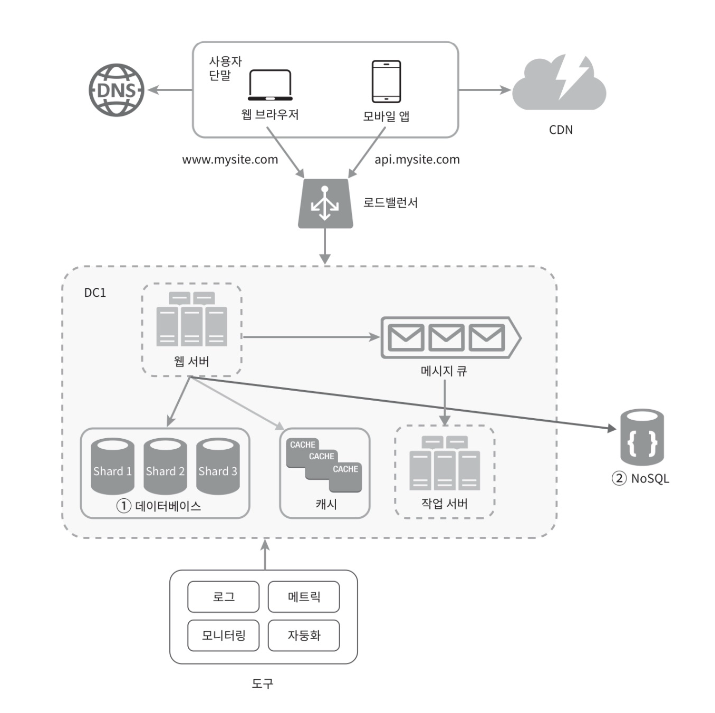 사용자
단말
DNS
웹 브라우저
모바일 앱
CDN
www.mysite.com
api.mysite.com
로드밸런서
DC1
웹 서버
메시지 큐
Shard 1
Shard 2
Shard 3
① 데이터베이스
CACHE
CACHE
CACHE
캐시
작업 서버
{ }
② NoSQL
로그
메트릭
모니터링
자동화
도구